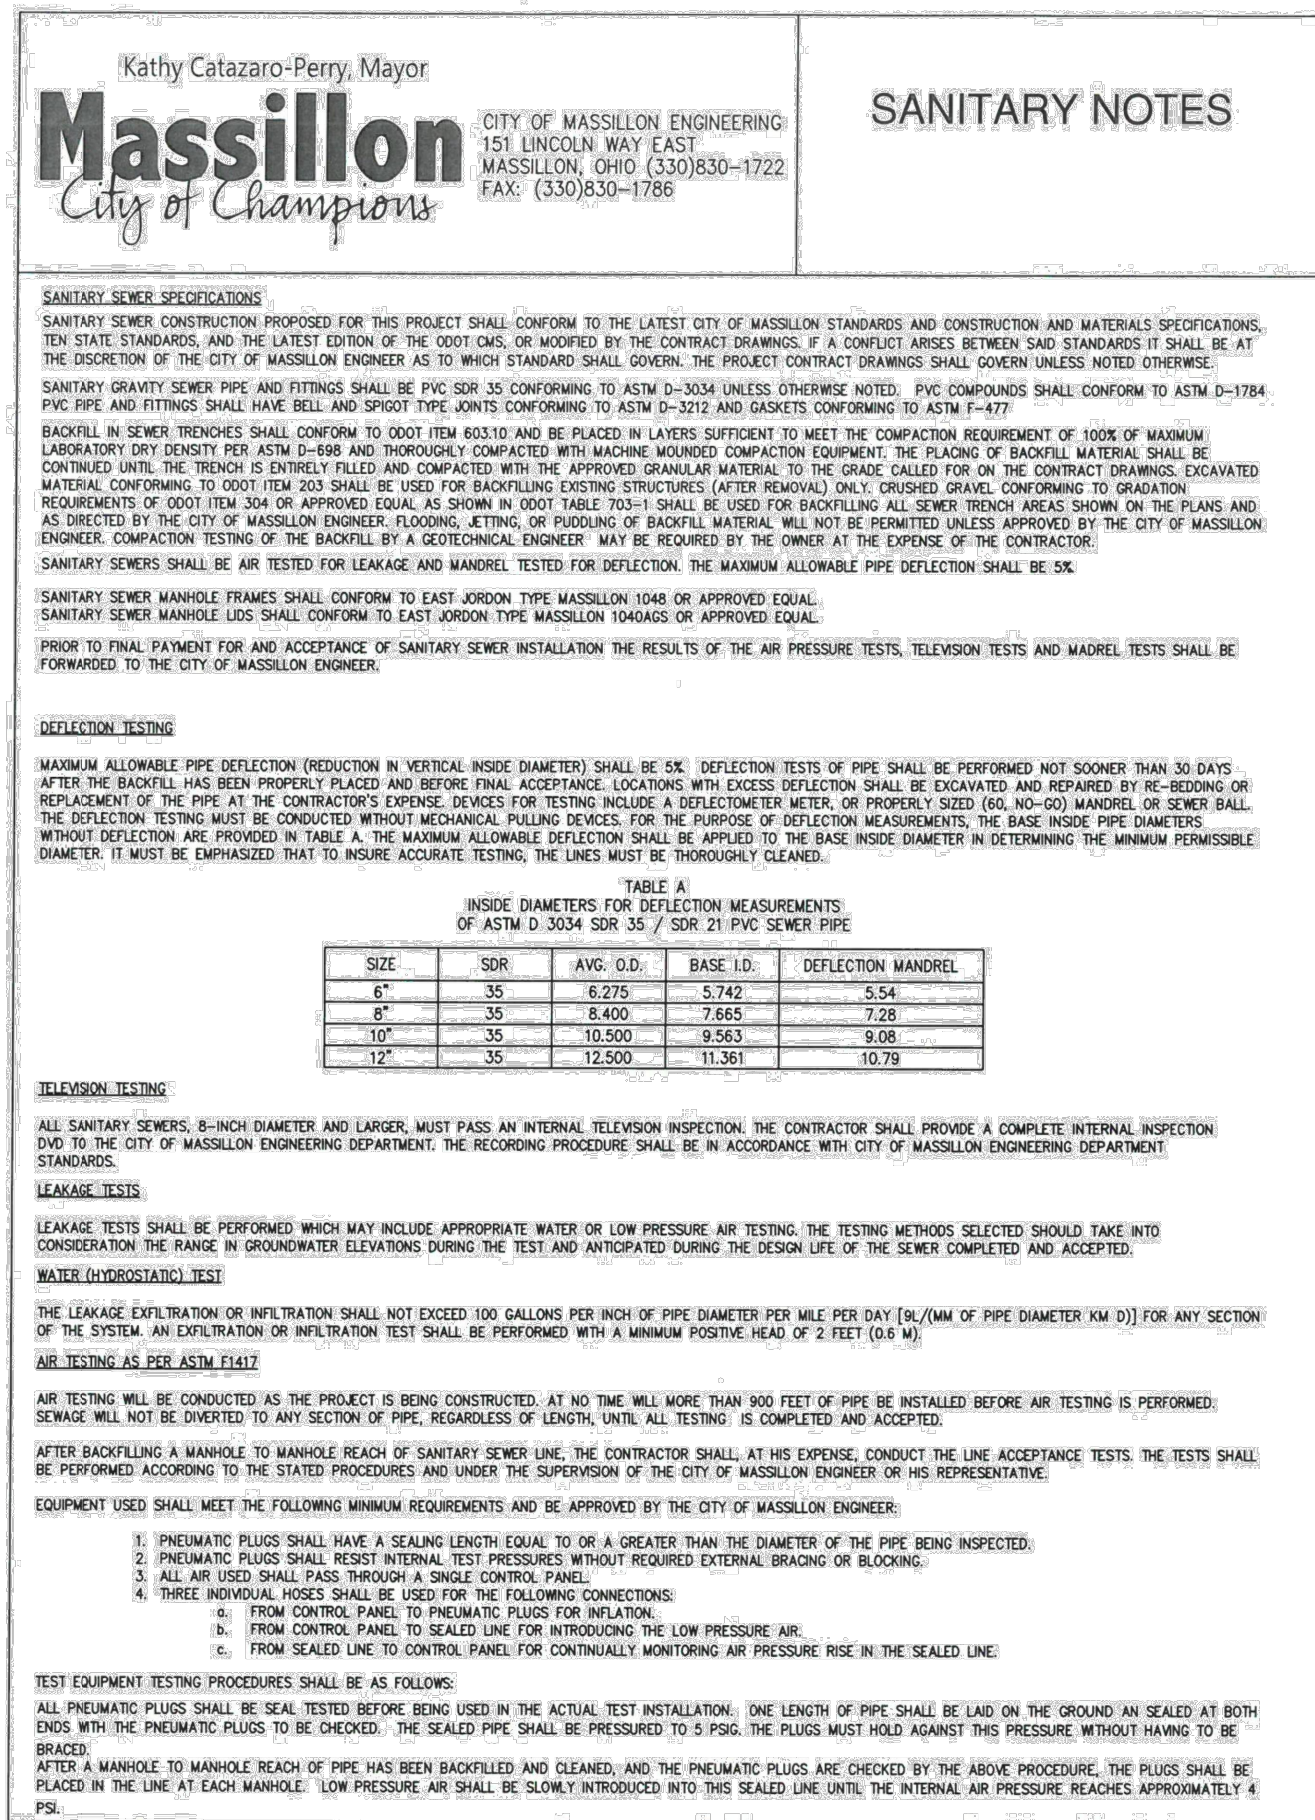 Kathy Catazaro-Perry, Mayor
Massillon
City of Champions
CITY OF MASSILLON ENGINEERING
151 LINCOLN WAY EAST
MASSILLON, OHIO (330)830-1722
FAX: (330)830-1786
SANITARY NOTES
SANITARY SEWER SPECIFICATIONS
SANITARY SEWER CONSTRUCTION PROPOSED FOR THIS PROJECT SHALL CONFORM TO THE LATEST CITY OF MASSILLON STANDARDS AND CONSTRUCTION AND MATERIALS SPECIFICATIONS,
TEN STATE STANDARDS, AND THE LATEST EDITION OF THE ODOT CMS, OR MODIFIED BY THE CONTRACT DRAWINGS. IF A CONFLICT ARISES BETWEEN SAID STANDARDS IT SHALL BE AT
THE DISCRETION OF THE CITY OF MASSILLON ENGINEER AS TO WHICH STANDARD SHALL GOVERN. THE PROJECT CONTRACT DRAWINGS SHALL GOVERN UNLESS NOTED OTHERWISE.
SANITARY GRAVITY SEWER PIPE AND FITTINGS SHALL BE PVC SDR 35 CONFORMING TO ASTM D-3034 UNLESS OTHERWISE NOTED. PVC COMPOUNDS SHALL CONFORM TO ASTM D-1784
PVC PIPE AND FITTINGS SHALL HAVE BELL AND SPIGOT TYPE JOINTS CONFORMING TO ASTM D-3212 AND GASKETS CONFORMING TO ASTM F-477
BACKFILL IN SEWER TRENCHES SHALL CONFORM TO ODOT ITEM 603.10 AND BE PLACED IN LAYERS SUFFICIENT TO MEET THE COMPACTION REQUIREMENT OF 100% OF MAXIMUM
LABORATORY DRY DENSITY PER ASTM D-698 AND THOROUGHLY COMPACTED WITH MACHINE MOUNDED COMPACTION EQUIPMENT. THE PLACING OF BACKFILL MATERIAL SHALL BE
CONTINUED UNTIL THE TRENCH IS ENTIRELY FILLED AND COMPACTED WITH THE APPROVED GRANULAR MATERIAL TO THE GRADE CALLED FOR ON THE CONTRACT DRAWINGS. EXCAVATED
MATERIAL CONFORMING TO ODOT ITEM 203 SHALL BE USED FOR BACKFILLING EXISTING STRUCTURES (AFTER REMOVAL) ONLY. CRUSHED GRAVEL CONFORMING TO GRADATION
REQUIREMENTS OF ODOT ITEM 304 OR APPROVED EQUAL AS SHOWN IN ODOT TABLE 703-1 SHALL BE USED FOR BACKFILLING ALL SEWER TRENCH AREAS SHOWN ON THE PLANS AND
AS DIRECTED BY THE CITY OF MASSILLON ENGINEER. FLOODING, JETTING, OR PUDDLING OF BACKFILL MATERIAL WILL NOT BE PERMITTED UNLESS APPROVED BY THE CITY OF MASSILLON
ENGINEER. COMPACTION TESTING OF THE BACKFILL BY A GEOTECHNICAL ENGINEER MAY BE REQUIRED BY THE OWNER AT THE EXPENSE OF THE CONTRACTOR.
SANITARY SEWERS SHALL BE AIR TESTED FOR LEAKAGE AND MANDREL TESTED FOR DEFLECTION. THE MAXIMUM ALLOWABLE PIPE DEFLECTION SHALL BE 5%
SANITARY SEWER MANHOLE FRAMES SHALL CONFORM TO EAST JORDON TYPE MASSILLON 1048 OR APPROVED EQUAL.
SANITARY SEWER MANHOLE LIDS SHALL CONFORM TO EAST JORDON TYPE MASSILLON 1040AGS OR APPROVED EQUAL.
PRIOR TO FINAL PAYMENT FOR AND ACCEPTANCE OF SANITARY SEWER INSTALLATION THE RESULTS OF THE AIR PRESSURE TESTS, TELEVISION TESTS AND MADREL TESTS SHALL BE
FORWARDED TO THE CITY OF MASSILLON ENGINEER.
DEFLECTION TESTING
MAXIMUM ALLOWABLE PIPE DEFLECTION (REDUCTION IN VERTICAL INSIDE DIAMETER) SHALL BE 5% DEFLECTION TESTS OF PIPE SHALL BE PERFORMED NOT SOONER THAN 30 DAYS
AFTER THE BACKFILL HAS BEEN PROPERLY PLACED AND BEFORE FINAL ACCEPTANCE. LOCATIONS WITH EXCESS DEFLECTION SHALL BE EXCAVATED AND REPAIRED BY RE-BEDDING OR
REPLACEMENT OF THE PIPE AT THE CONTRACTOR'S EXPENSE. DEVICES FOR TESTING INCLUDE A DEFLECTOMETER METER, OR PROPERLY SIZED (60, NO-GO) MANDREL OR SEWER BALL.
THE DEFLECTION TESTING MUST BE CONDUCTED WITHOUT MECHANICAL PULLING DEVICES. FOR THE PURPOSE OF DEFLECTION MEASUREMENTS, THE BASE INSIDE PIPE DIAMETERS
WITHOUT DEFLECTION ARE PROVIDED IN TABLE A. THE MAXIMUM ALLOWABLE DEFLECTION SHALL BE APPLIED TO THE BASE INSIDE DIAMETER IN DETERMINING THE MINIMUM PERMISSIBLE
DIAMETER. IT MUST BE EMPHASIZED THAT TO INSURE ACCURATE TESTING, THE LINES MUST BE THOROUGHLY CLEANED.
TABLE A
INSIDE DIAMETERS FOR DEFLECTION MEASUREMENTS
OF ASTM D 3034 SDR 35 / SDR 21 PVC SEWER PIPE
SIZE SDR AVG. O.D. BASE I.D. DEFLECTION MANDREL
6" 35 6.275 5.742 5.54
8" 35 8.400 7.665 7.28
10" 35 10.500 9.563 9.08
12" 35 12.500 11.361 10.79
TELEVISION TESTING
ALL SANITARY SEWERS, 8-INCH DIAMETER AND LARGER, MUST PASS AN INTERNAL TELEVISION INSPECTION. THE CONTRACTOR SHALL PROVIDE A COMPLETE INTERNAL INSPECTION
DVD TO THE CITY OF MASSILLON ENGINEERING DEPARTMENT. THE RECORDING PROCEDURE SHALL BE IN ACCORDANCE WITH CITY OF MASSILLON ENGINEERING DEPARTMENT
STANDARDS.
LEAKAGE TESTS
LEAKAGE TESTS SHALL BE PERFORMED WHICH MAY INCLUDE APPROPRIATE WATER OR LOW PRESSURE AIR TESTING. THE TESTING METHODS SELECTED SHOULD TAKE INTO
CONSIDERATION THE RANGE IN GROUNDWATER ELEVATIONS DURING THE TEST AND ANTICIPATED DURING THE DESIGN LIFE OF THE SEWER COMPLETED AND ACCEPTED.
WATER (HYDROSTATIC) TEST
THE LEAKAGE EXFILTRATION OR INFILTRATION SHALL NOT EXCEED 100 GALLONS PER INCH OF PIPE DIAMETER PER MILE PER DAY [9L/(MM OF PIPE DIAMETER KM D)] FOR ANY SECTION
OF THE SYSTEM. AN EXFILTRATION OR INFILTRATION TEST SHALL BE PERFORMED WITH A MINIMUM POSITIVE HEAD OF 2 FEET (0.6 M).
AIR TESTING AS PER ASTM F1417
AIR TESTING WILL BE CONDUCTED AS THE PROJECT IS BEING CONSTRUCTED. AT NO TIME WILL MORE THAN 900 FEET OF PIPE BE INSTALLED BEFORE AIR TESTING IS PERFORMED.
SEWAGE WILL NOT BE DIVERTED TO ANY SECTION OF PIPE, REGARDLESS OF LENGTH, UNTIL ALL TESTING IS COMPLETED AND ACCEPTED.
AFTER BACKFILLING A MANHOLE TO MANHOLE REACH OF SANITARY SEWER LINE, THE CONTRACTOR SHALL, AT HIS EXPENSE, CONDUCT THE LINE ACCEPTANCE TESTS. THE TESTS SHALL
BE PERFORMED ACCORDING TO THE STATED PROCEDURES AND UNDER THE SUPERVISION OF THE CITY OF MASSILLON ENGINEER OR HIS REPRESENTATIVE.
EQUIPMENT USED SHALL MEET THE FOLLOWING MINIMUM REQUIREMENTS AND BE APPROVED BY THE CITY OF MASSILLON ENGINEER:
1. PNEUMATIC PLUGS SHALL HAVE A SEALING LENGTH EQUAL TO OR A GREATER THAN THE DIAMETER OF THE PIPE BEING INSPECTED.
2. PNEUMATIC PLUGS SHALL RESIST INTERNAL TEST PRESSURES WITHOUT REQUIRED EXTERNAL BRACING OR BLOCKING.
3. ALL AIR USED SHALL PASS THROUGH A SINGLE CONTROL PANEL.
4. THREE INDIVIDUAL HOSES SHALL BE USED FOR THE FOLLOWING CONNECTIONS:
a. FROM CONTROL PANEL TO PNEUMATIC PLUGS FOR INFLATION.
b. FROM CONTROL PANEL TO SEALED LINE FOR INTRODUCING THE LOW PRESSURE AIR.
c. FROM SEALED LINE TO CONTROL PANEL FOR CONTINUALLY MONITORING AIR PRESSURE RISE IN THE SEALED LINE.
TEST EQUIPMENT TESTING PROCEDURES SHALL BE AS FOLLOWS:
ALL PNEUMATIC PLUGS SHALL BE SEAL TESTED BEFORE BEING USED IN THE ACTUAL TEST INSTALLATION. ONE LENGTH OF PIPE SHALL BE LAID ON THE GROUND AN SEALED AT BOTH
ENDS WITH THE PNEUMATIC PLUGS TO BE CHECKED. THE SEALED PIPE SHALL BE PRESSURED TO 5 PSIG. THE PLUGS MUST HOLD AGAINST THIS PRESSURE WITHOUT HAVING TO BE
BRACED.
AFTER A MANHOLE TO MANHOLE REACH OF PIPE HAS BEEN BACKFILLED AND CLEANED, AND THE PNEUMATIC PLUGS ARE CHECKED BY THE ABOVE PROCEDURE, THE PLUGS SHALL BE
PLACED IN THE LINE AT EACH MANHOLE. LOW PRESSURE AIR SHALL BE SLOWLY INTRODUCED INTO THIS SEALED LINE UNTIL THE INTERNAL AIR PRESSURE REACHES APPROXIMATELY 4
PSI.